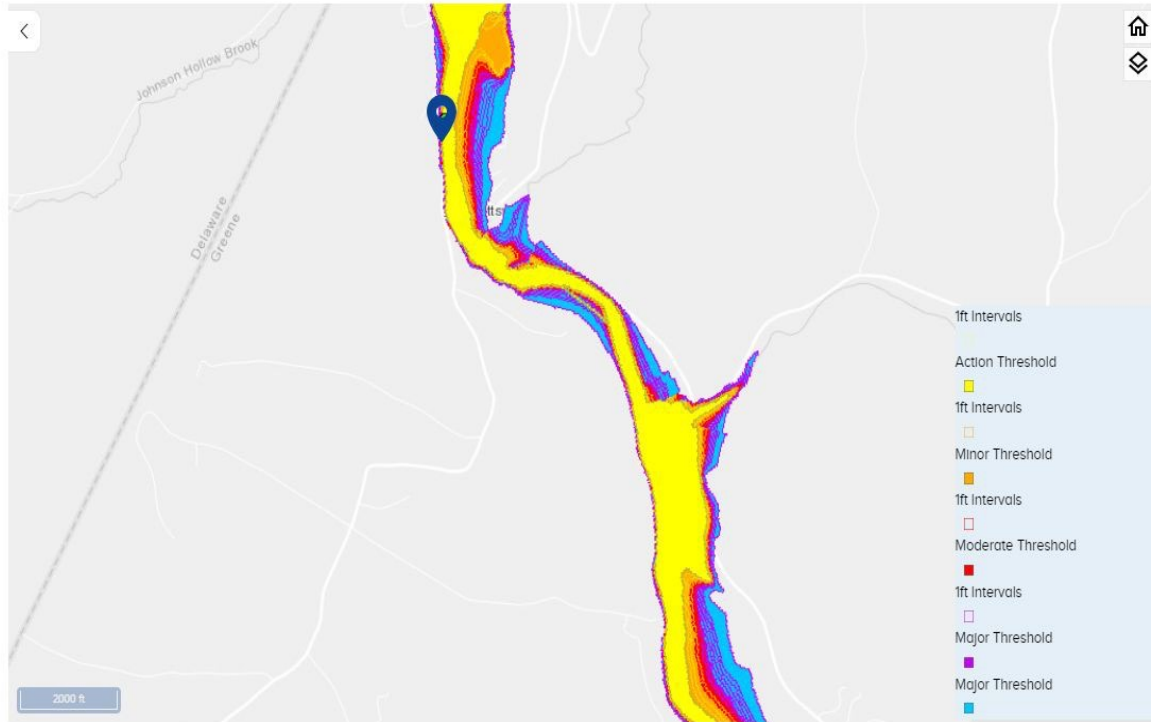 Johnson Hollow Brook
Delaware
Greene
1ft Intervals
Action Threshold
1ft Intervals
Minor Threshold
1ft Intervals
Moderate Threshold
1ft Intervals
Major Threshold
Major Threshold
2000 ft